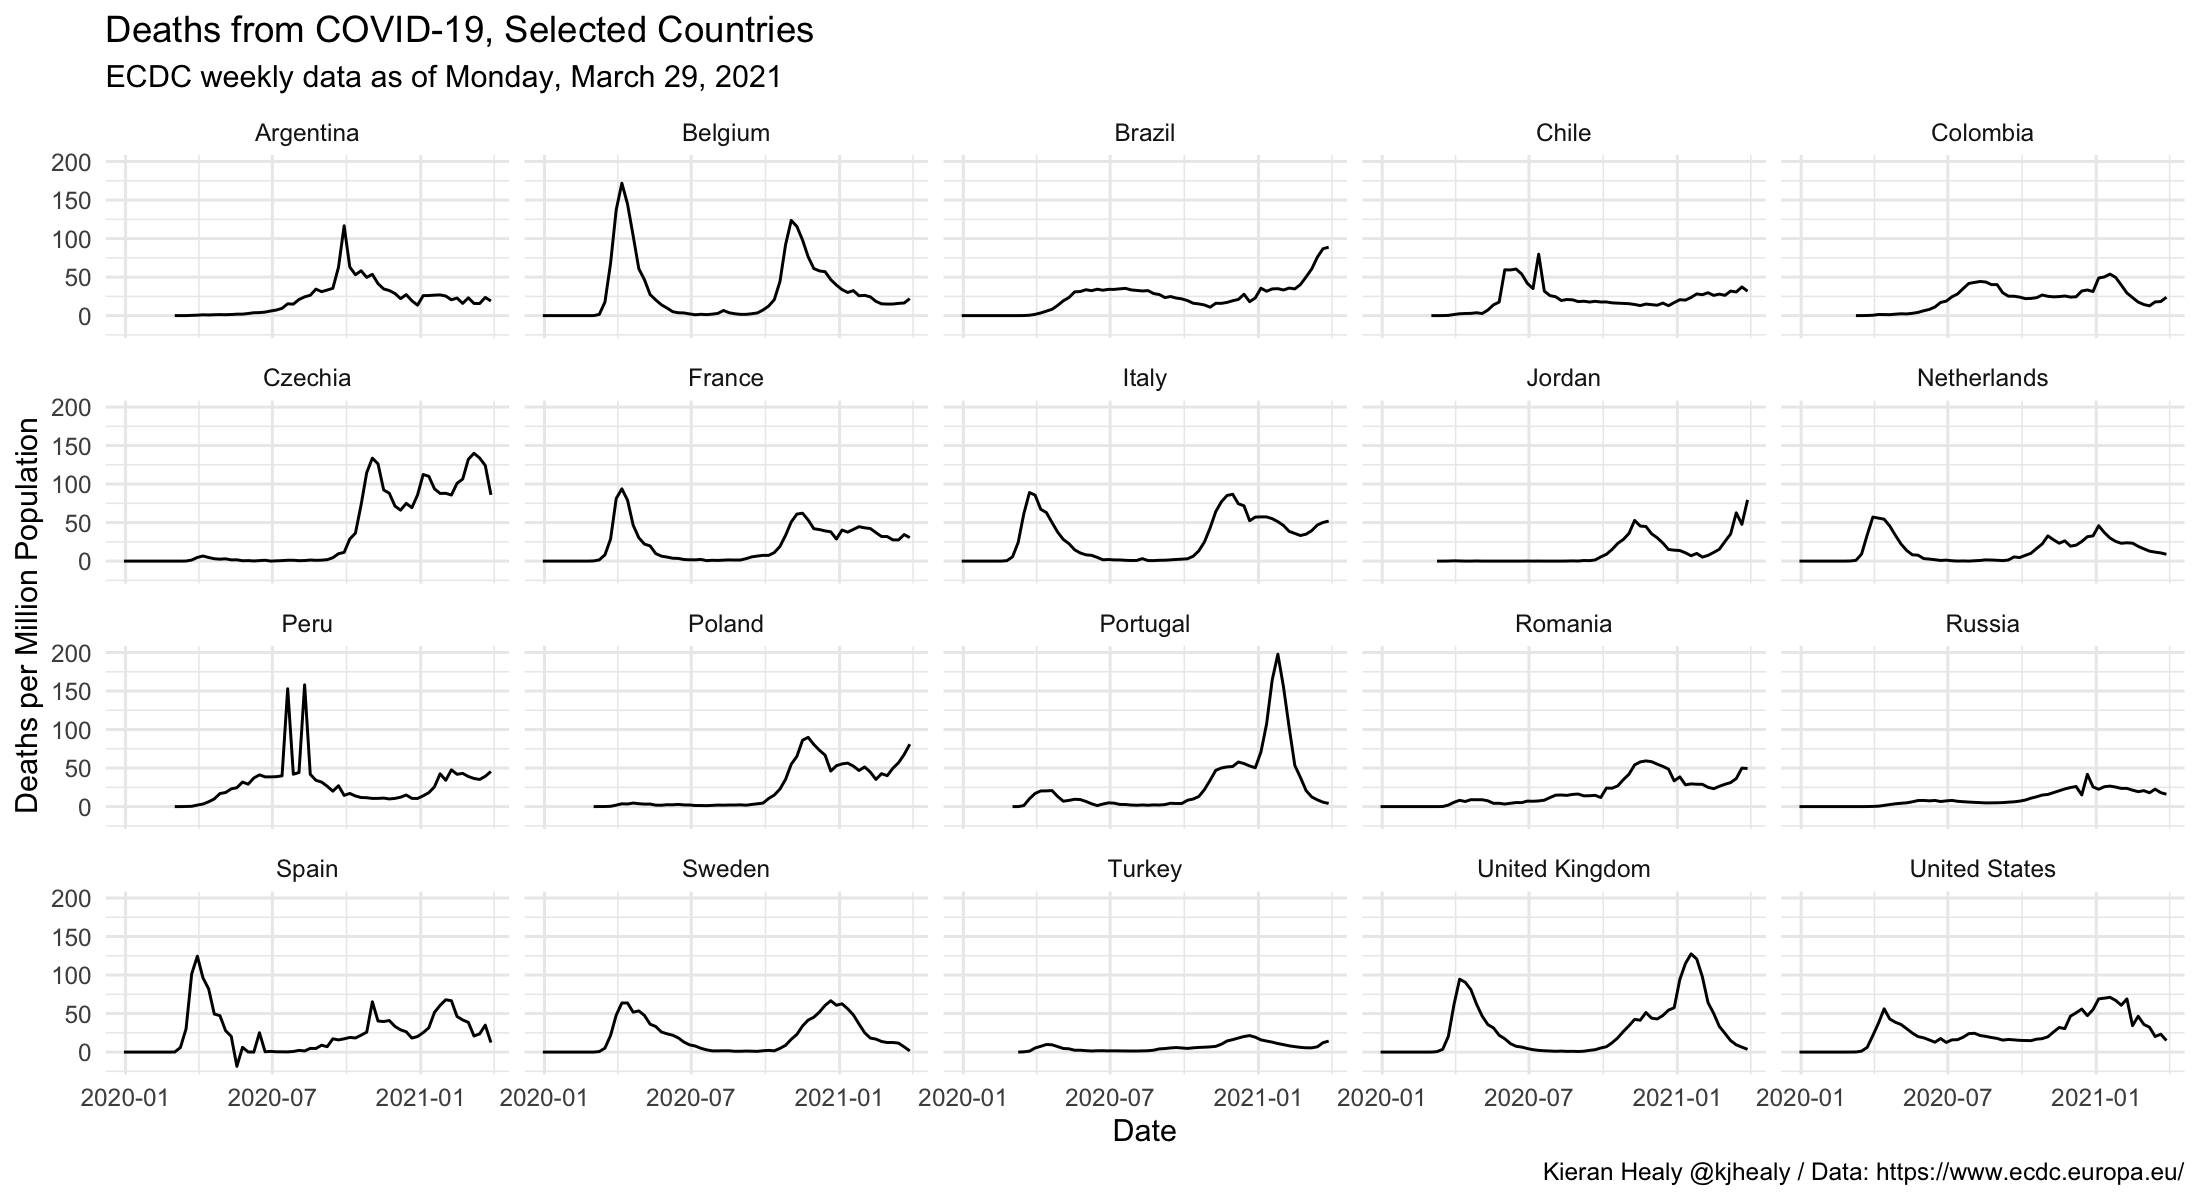 Deaths from COVID-19, Selected Countries
ECDC weekly data as of Monday, March 29, 2021
Deaths per Million Population
Argentina Belgium Brazil Chile Colombia
200
150
100
50
0
Czechia France Italy Jordan Netherlands
200
150
100
50
0
Peru Poland Portugal Romania Russia
200
150
100
50
0
Spain Sweden Turkey United Kingdom United States
200
150
100
50
0
2020-01 2020-07 2021-01 2020-01 2020-07 2021-01 2020-01 2020-07 2021-01 2020-01 2020-07 2021-01 2020-01 2020-07 2021-01
Date
Kieran Healy @kjhealy / Data: https://www.ecdc.europa.eu/